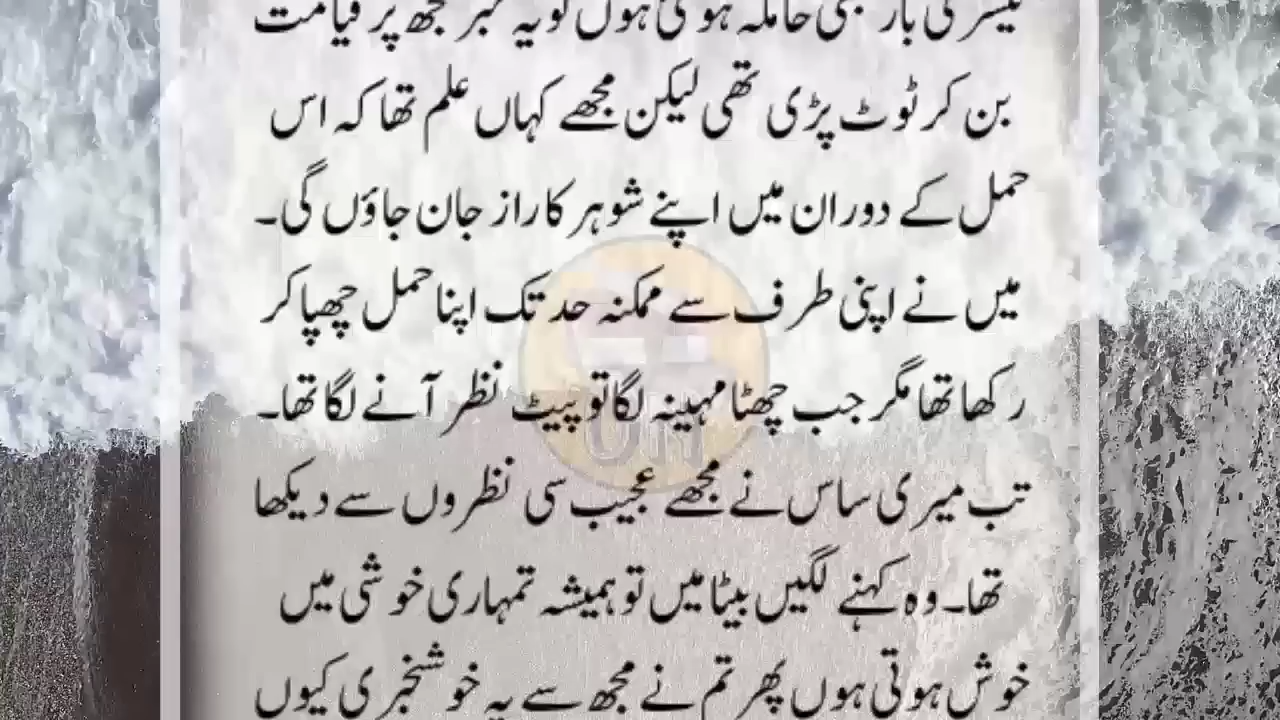 تیسری بار بھی حاملہ ہو گئی ہوں تو یہ خبر مجھ پر قیامت
بن کر ٹوٹ پڑی تھی لیکن مجھے کہاں علم تھا کہ اس
حمل کے دوران میں اپنے شوہر کا راز جان جاؤں گی۔
میں نے اپنی طرف سے ممکنہ حد تک اپنا حمل چھپا کر
رکھا تھا مگر جب چھٹا مہینہ لگا تو پیٹ نظر آنے لگا تھا۔
تب میری ساس نے مجھے عجیب سی نظروں سے دیکھا
تھا۔ وہ کہنے لگیں بیٹا میں تو ہمیشہ تمہاری خوشی میں
خوش ہوتی ہوں پھر تم نے مجھ سے یہ خوشخبری کیوں